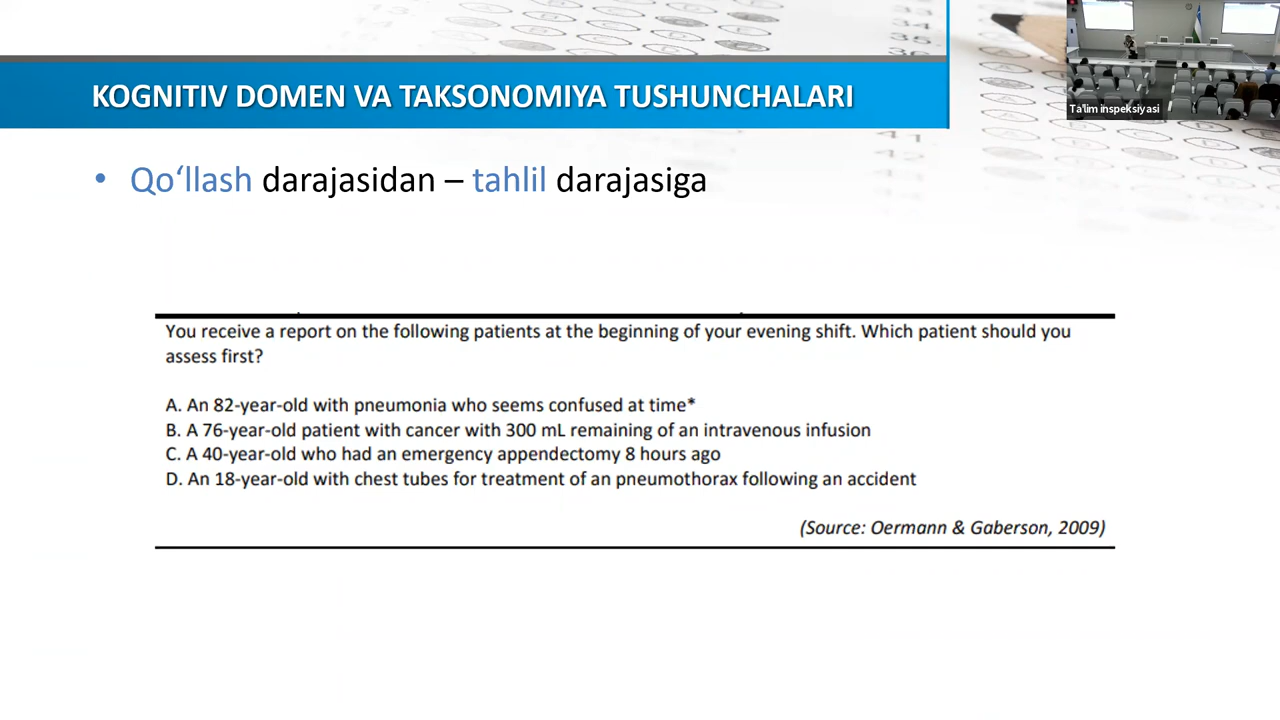 KOGNITIV DOMEN VA TAKSONOMIYA TUSHUNCHALARI
Ta'lim inspeksiyasi
• Qo‘llash darajasidan – tahlil darajasiga
You receive a report on the following patients at the beginning of your evening shift. Which patient should you
assess first?
A. An 82-year-old with pneumonia who seems confused at time*
B. A 76-year-old patient with cancer with 300 mL remaining of an intravenous infusion
C. A 40-year-old who had an emergency appendectomy 8 hours ago
D. An 18-year-old with chest tubes for treatment of an pneumothorax following an accident
(Source: Oermann & Gaberson, 2009)